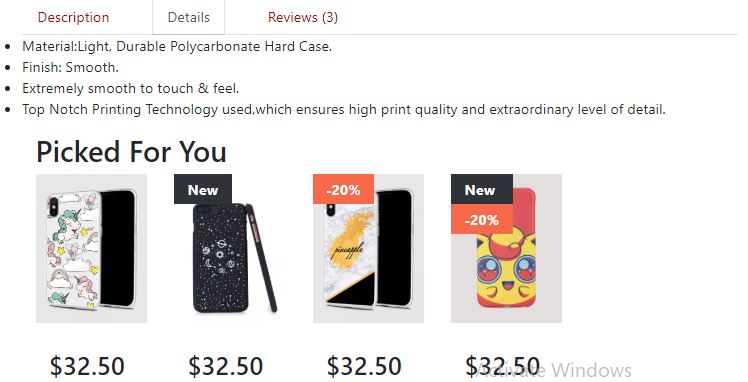 Description Details Reviews (3)
Material:Light, Durable Polycarbonate Hard Case.
Finish: Smooth.
Extremely smooth to touch & feel.
Top Notch Printing Technology used,which ensures high print quality and extraordinary level of detail.
Picked For You
New -20% New
-20%
pineapple
$32.50 $32.50 $32.50 $32.50
Activate Windows